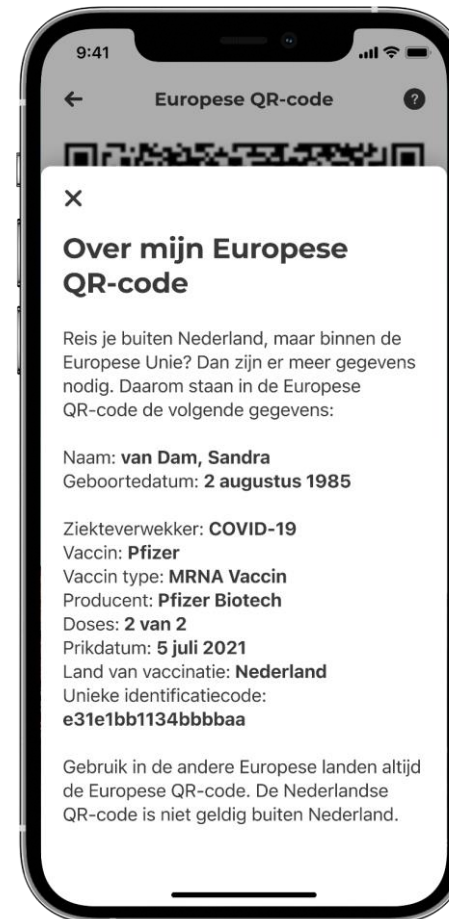 9:41
Europese QR-code
?
Over mijn Europese
QR-code
Reis je buiten Nederland, maar binnen de
Europese Unie? Dan zijn er meer gegevens
nodig. Daarom staan in de Europese
QR-code de volgende gegevens:
Naam: van Dam, Sandra
Geboortedatum: 2 augustus 1985
Ziekteverwekker: COVID-19
Vaccin: Pfizer
Vaccin type: MRNA Vaccin
Producent: Pfizer Biotech
Doses: 2 van 2
Prikdatum: 5 juli 2021
Land van vaccinatie: Nederland
Unieke identificatiecode:
e31e1bb1134bbbbaa
Gebruik in de andere Europese landen altijd
de Europese QR-code. De Nederlandse
QR-code is niet geldig buiten Nederland.